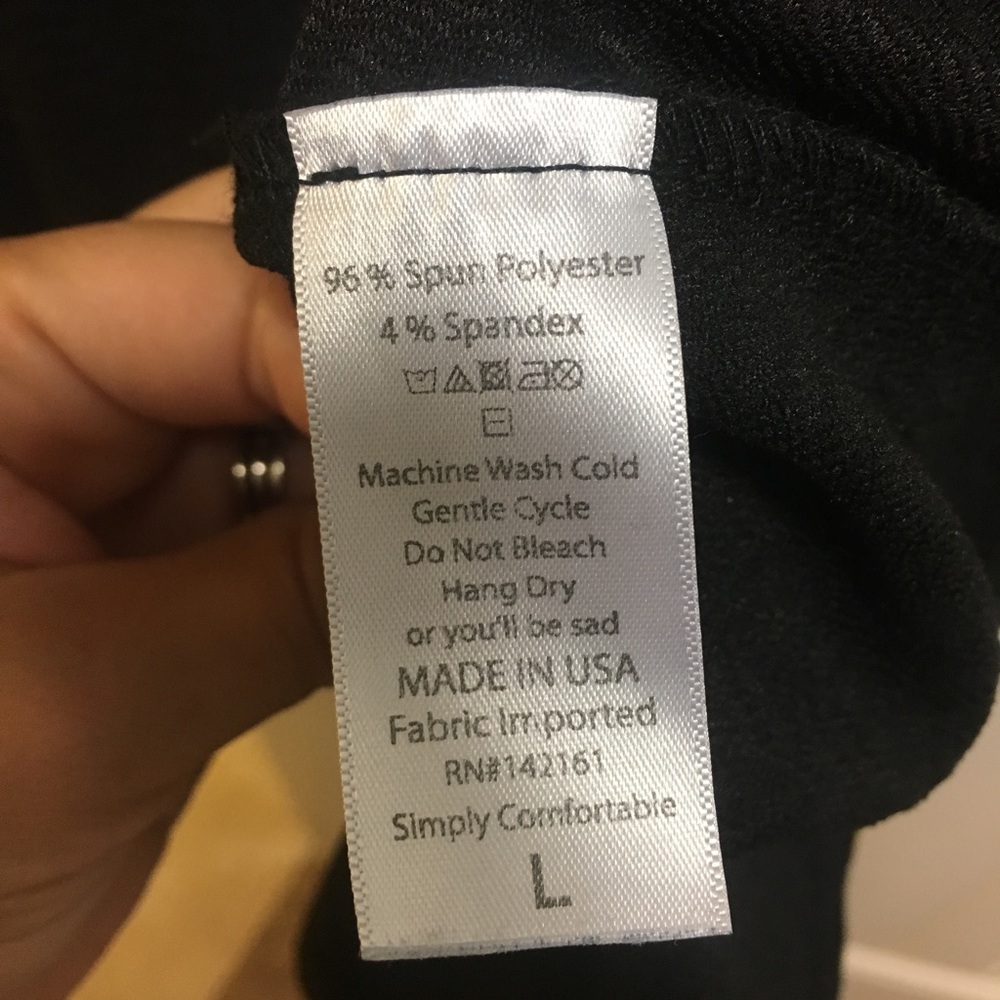 96% Spun Polyester
4% Spandex
Machine Wash Cold
Gentle Cycle
Do Not Bleach
Hang Dry
or you'll be sad
MADE IN USA
Fabric Imported
RN#142161
Simply Comfortable
L